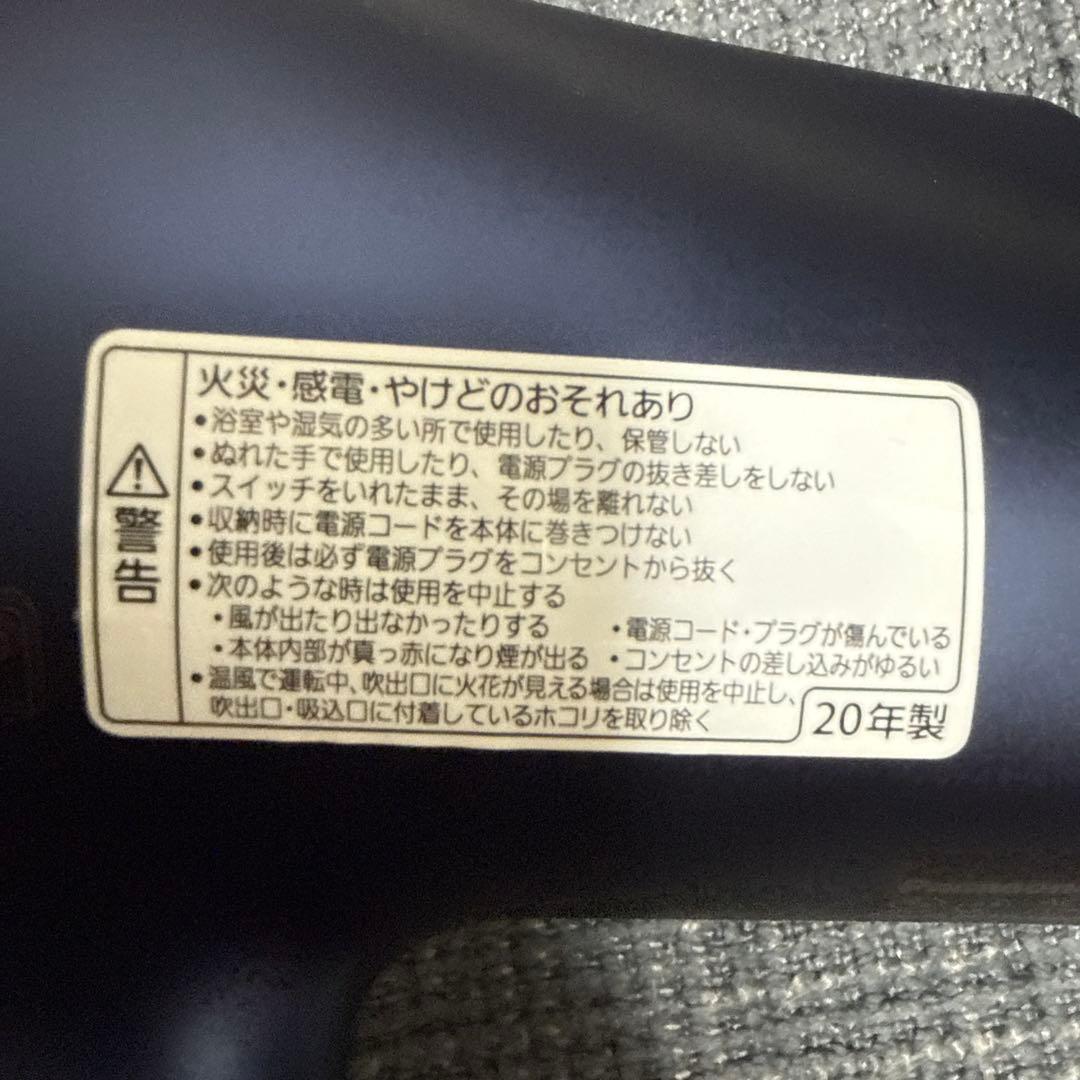 警告
火災・感電・やけどのおそれあり
•浴室や湿気の多い所で使用したり、保管しない
•ぬれた手で使用したり、電源プラグの抜き差しをしない
•スイッチをいれたまま、その場を離れない
•収納時に電源コードを本体に巻きつけない
•使用後は必ず電源プラグをコンセントから抜く
•次のような時は使用を中止する
・風が出たり出なかったりする ・電源コード・プラグが傷んでいる
・本体内部が真っ赤になり煙が出る ・コンセントの差し込みがゆるい
•温風で運転中、吹出口に火花が見える場合は使用を中止し、
吹出口・吸込口に付着しているホコリを取り除く
20年製